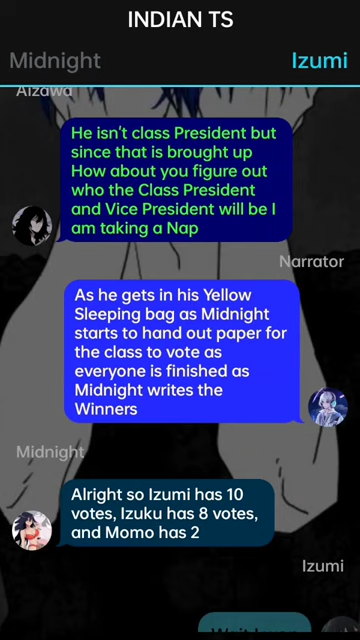 INDIAN TS
Midnight
Izumi
Aizawa
He isn't class President but
since that is brought up
How about you figure out
who the Class President
and Vice President will be I
am taking a Nap
Narrator
As he gets in his Yellow
Sleeping bag as Midnight
starts to hand out paper for
the class to vote as
everyone is finished as
Midnight writes the
Winners
Midnight
Alright so Izumi has 10
votes, Izuku has 8 votes,
and Momo has 2
Izumi